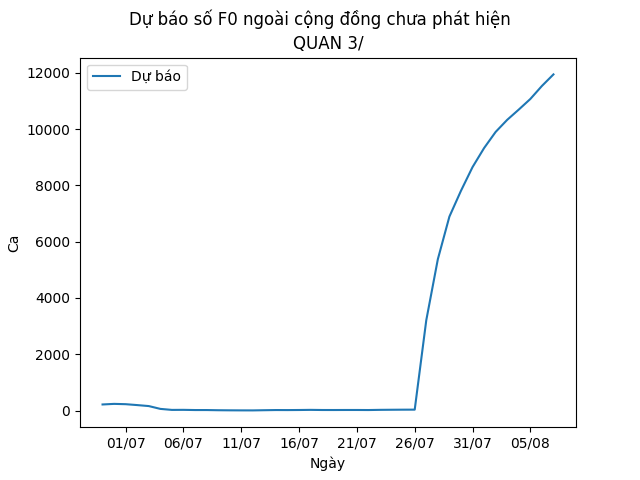 Dự báo số F0 ngoài cộng đồng chưa phát hiện
QUAN 3/
Dự báo
12000
10000
8000
6000
4000
2000
0
Ca
01/07 06/07 11/07 16/07 21/07 26/07 31/07 05/08
Ngày